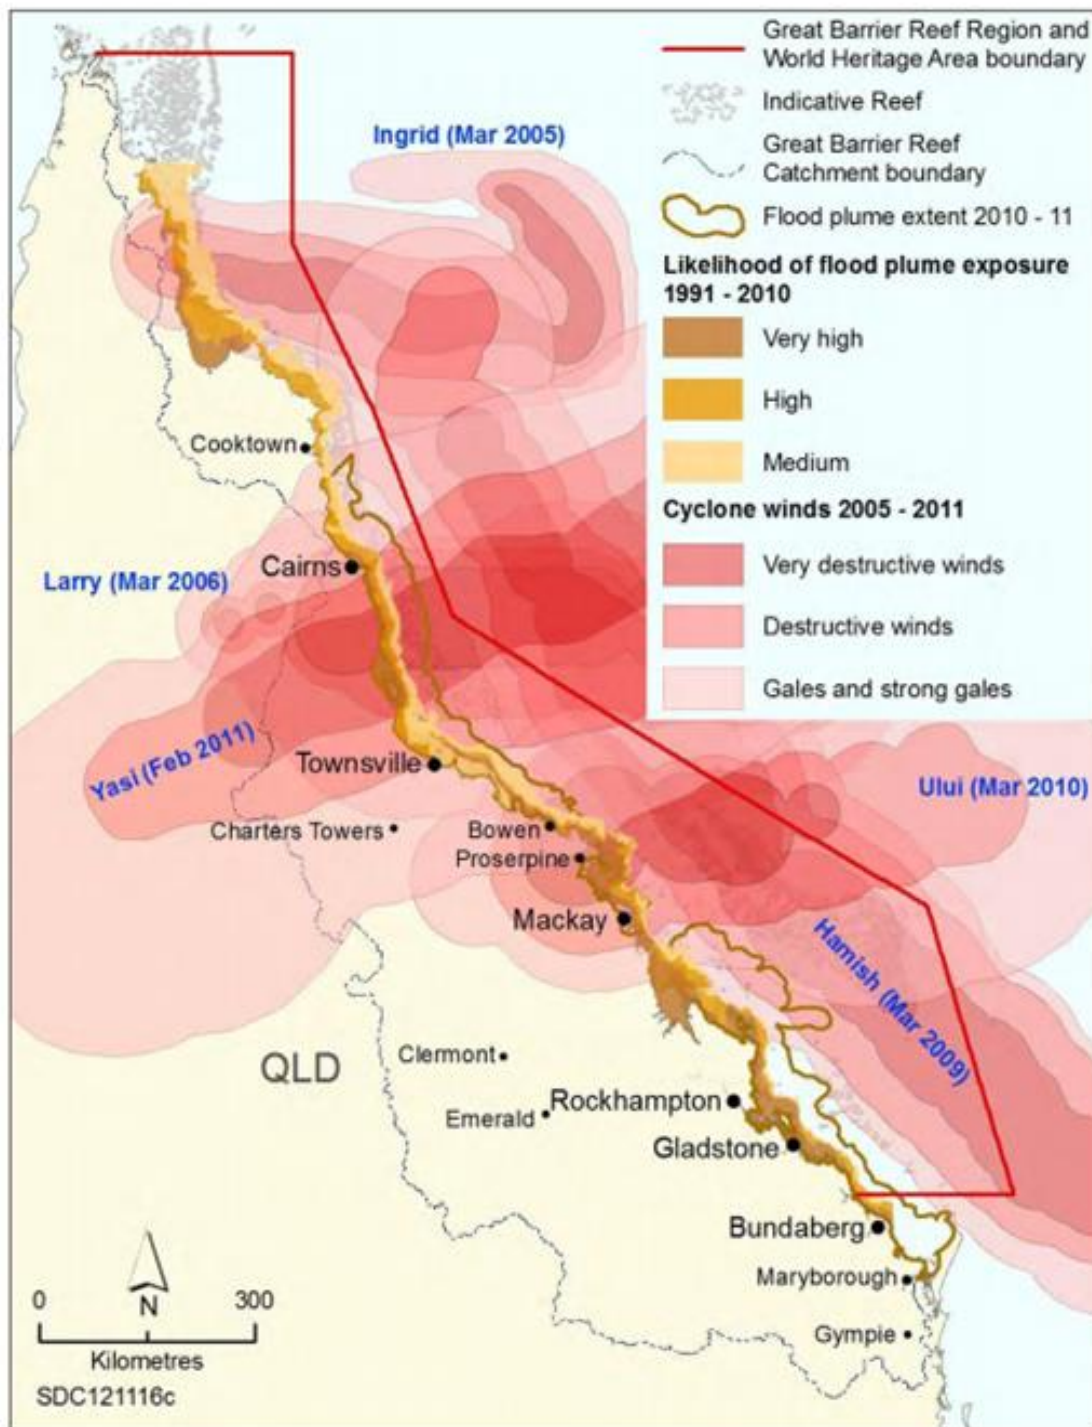 Great Barrier Reef Region and
World Heritage Area boundary
Indicative Reef
Great Barrier Reef
Catchment boundary
Flood plume extent 2010 - 11
Likelihood of flood plume exposure
1991 - 2010
Very high
High
Medium
Cyclone winds 2005 - 2011
Very destructive winds
Destructive winds
Gales and strong gales
Ingrid (Mar 2005)
Cooktown
Cairns
Larry (Mar 2006)
Yasi (Feb 2011)
Townsville
Ului (Mar 2010)
Charters Towers
Bowen
Proserpine
Mackay
Hamish (Mar 2009)
QLD
Clermont
Rockhampton
Emerald
Gladstone
Bundaberg
Maryborough
Gympie
0 300
N
Kilometres
SDC121116c